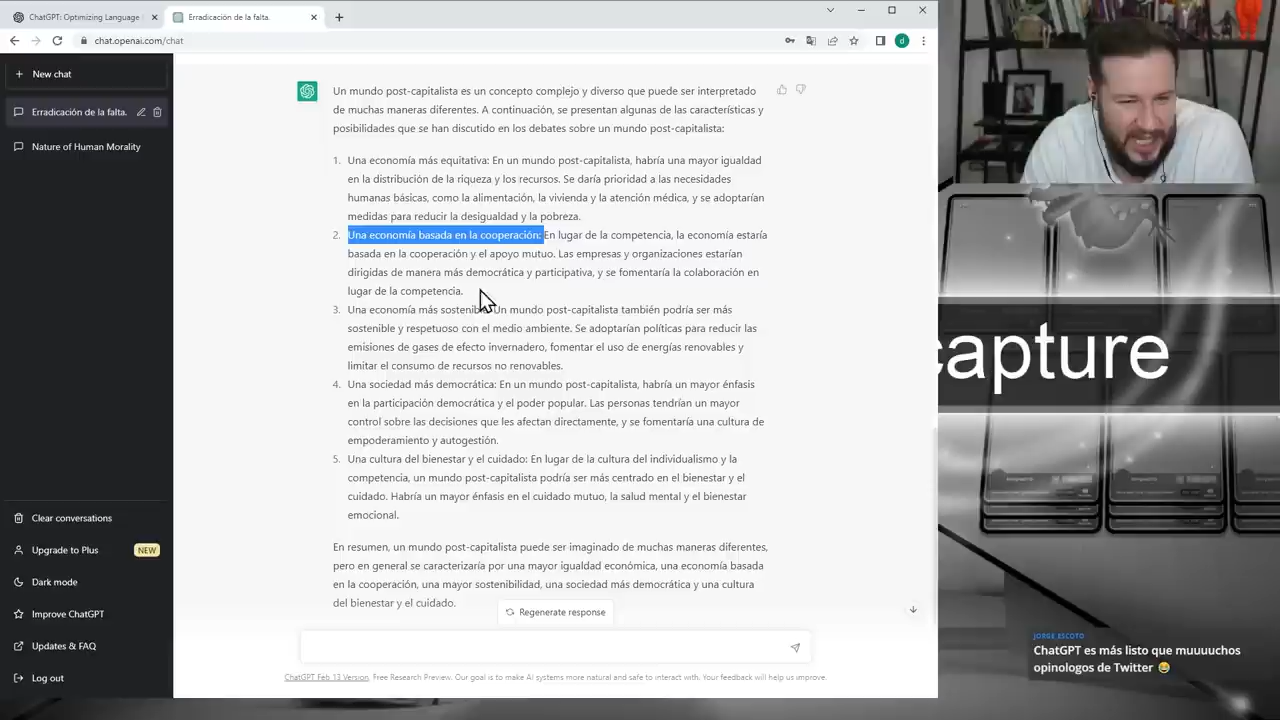 ChatGPT: Optimizing Language
Erradicación de la falta.
chat.openai.com/chat
d
New chat
Erradicación de la falta.
Nature of Human Morality
Clear conversations
Upgrade to Plus
NEW
Dark mode
Improve ChatGPT
Updates & FAQ
Log out
Un mundo post-capitalista es un concepto complejo y diverso que puede ser interpretado
de muchas maneras diferentes. A continuación, se presentan algunas de las características y
posibilidades que se han discutido en los debates sobre un mundo post-capitalista:
1. Una economía más equitativa: En un mundo post-capitalista, habría una mayor igualdad
en la distribución de la riqueza y los recursos. Se daría prioridad a las necesidades
humanas básicas, como la alimentación, la vivienda y la atención médica, y se adoptarían
medidas para reducir la desigualdad y la pobreza.
2. Una economía basada en la cooperación: En lugar de la competencia, la economía estaría
basada en la cooperación y el apoyo mutuo. Las empresas y organizaciones estarían
dirigidas de manera más democrática y participativa, y se fomentaría la colaboración en
lugar de la competencia.
3. Una economía más sostenible: Un mundo post-capitalista también podría ser más
sostenible y respetuoso con el medio ambiente. Se adoptarían políticas para reducir las
emisiones de gases de efecto invernadero, fomentar el uso de energías renovables y
limitar el consumo de recursos no renovables.
4. Una sociedad más democrática: En un mundo post-capitalista, habría un mayor énfasis
en la participación democrática y el poder popular. Las personas tendrían un mayor
control sobre las decisiones que les afectan directamente, y se fomentaría una cultura de
empoderamiento y autogestión.
5. Una cultura del bienestar y el cuidado: En lugar de la cultura del individualismo y la
competencia, un mundo post-capitalista podría ser más centrado en el bienestar y el
cuidado. Habría un mayor énfasis en el cuidado mutuo, la salud mental y el bienestar
emocional.
En resumen, un mundo post-capitalista puede ser imaginado de muchas maneras diferentes,
pero en general se caracterizaría por una mayor igualdad económica, una economía basada
en la cooperación, una mayor sostenibilidad, una sociedad más democrática y una cultura
del bienestar y el cuidado.
Regenerate response
ChatGPT Feb 13 Version. Free Research Preview. Our goal is to make AI systems more natural and safe to interact with. Your feedback will help us improve.
capture
JORGE ESCOTO
ChatGPT es más listo que muuuuchos
opinologos de Twitter 😂